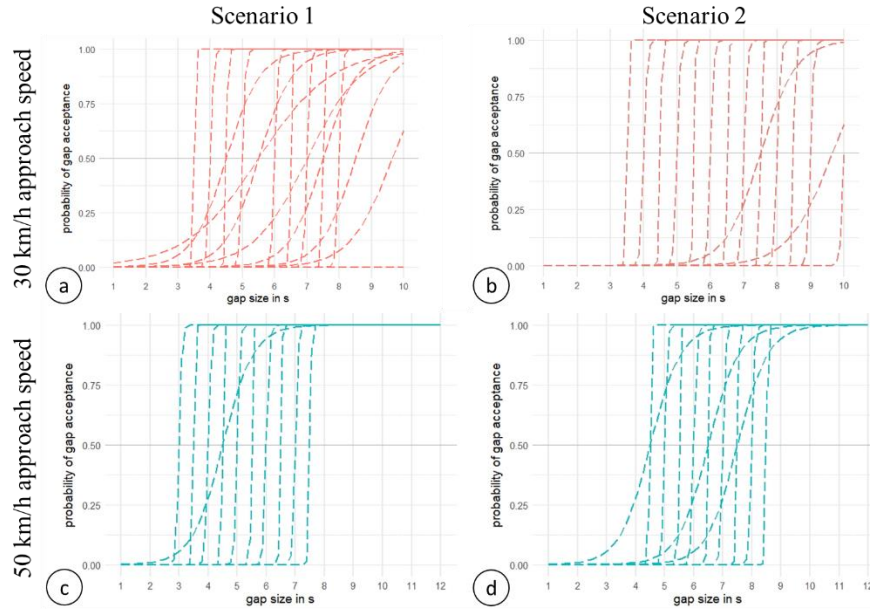 Scenario 1
Scenario 2
30 km/h approach speed
probability of gap acceptance
1.00
0.75
0.50
0.25
0.00
1 2 3 4 5 6 7 8 9 10
gap size in s
a
probability of gap acceptance
1.00
0.75
0.50
0.25
0.00
1 2 3 4 5 6 7 8 9 10
gap size in s
b
50 km/h approach speed
probability of gap acceptance
1.00
0.75
0.50
0.25
0.00
1 2 3 4 5 6 7 8 9 10 11 12
gap size in s
c
probability of gap acceptance
1.00
0.75
0.50
0.25
0.00
1 2 3 4 5 6 7 8 9 10 11 12
gap size in s
d